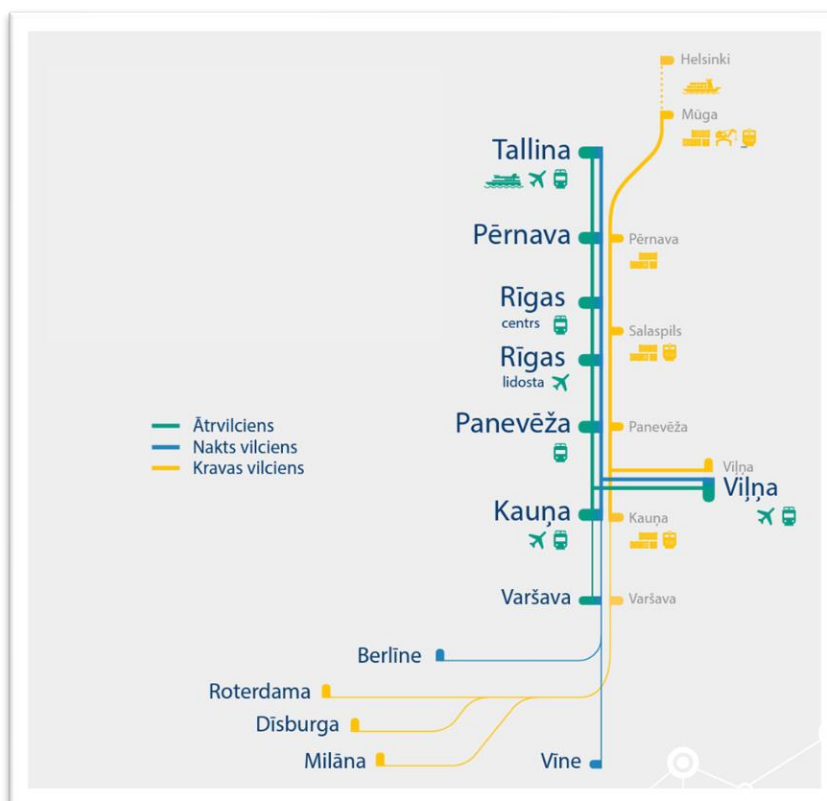 Helsinki
Mūga
Tallina
Pērnava
Pērnava
Rīgas
centrs
Salaspils
Rīgas
lidosta
Panevēža
Panevēža
Ātrvilciens
Nakts vilciens
Kravas vilciens
Viļņa
Viļņa
Kauņa
Kauņa
Varšava
Varšava
Berlīne
Roterdama
Dīsburga
Milāna
Vīne